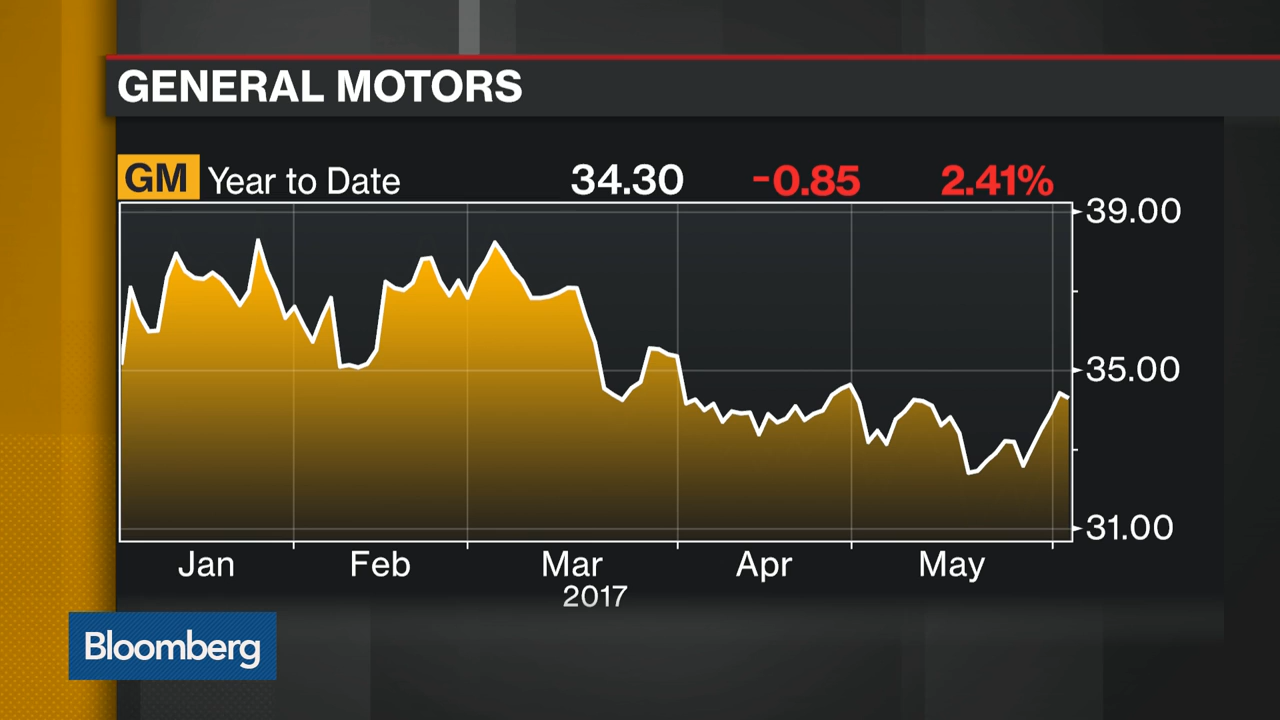 GENERAL MOTORS
GM Year to Date 34.30 -0.85 2.41%
39.00
35.00
31.00
Jan Feb Mar Apr May
2017
Bloomberg